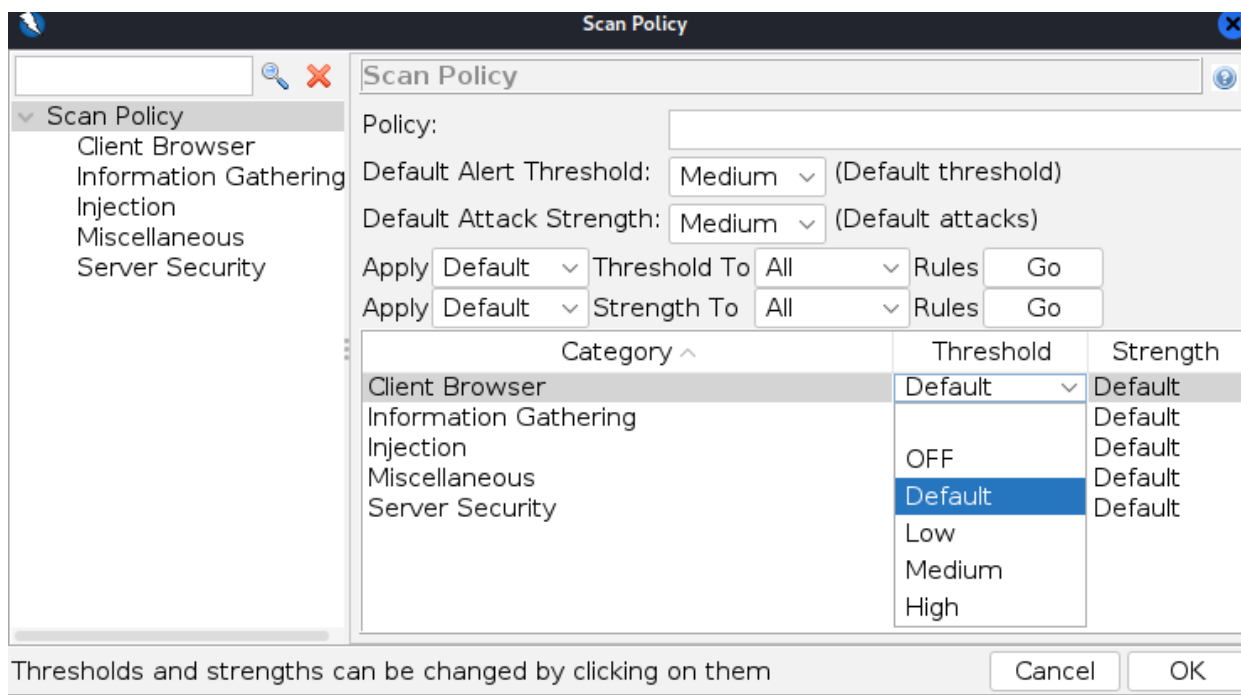 Scan Policy
Scan Policy
Client Browser
Information Gathering
Injection
Miscellaneous
Server Security
Scan Policy
Policy:
Default Alert Threshold: Medium (Default threshold)
Default Attack Strength: Medium (Default attacks)
Apply Default Threshold To All Rules Go
Apply Default Strength To All Rules Go
Category Threshold Strength
Client Browser Default Default
Information Gathering Default
Injection Default
Miscellaneous Default
Server Security Default
OFF
Default
Low
Medium
High
Thresholds and strengths can be changed by clicking on them Cancel OK